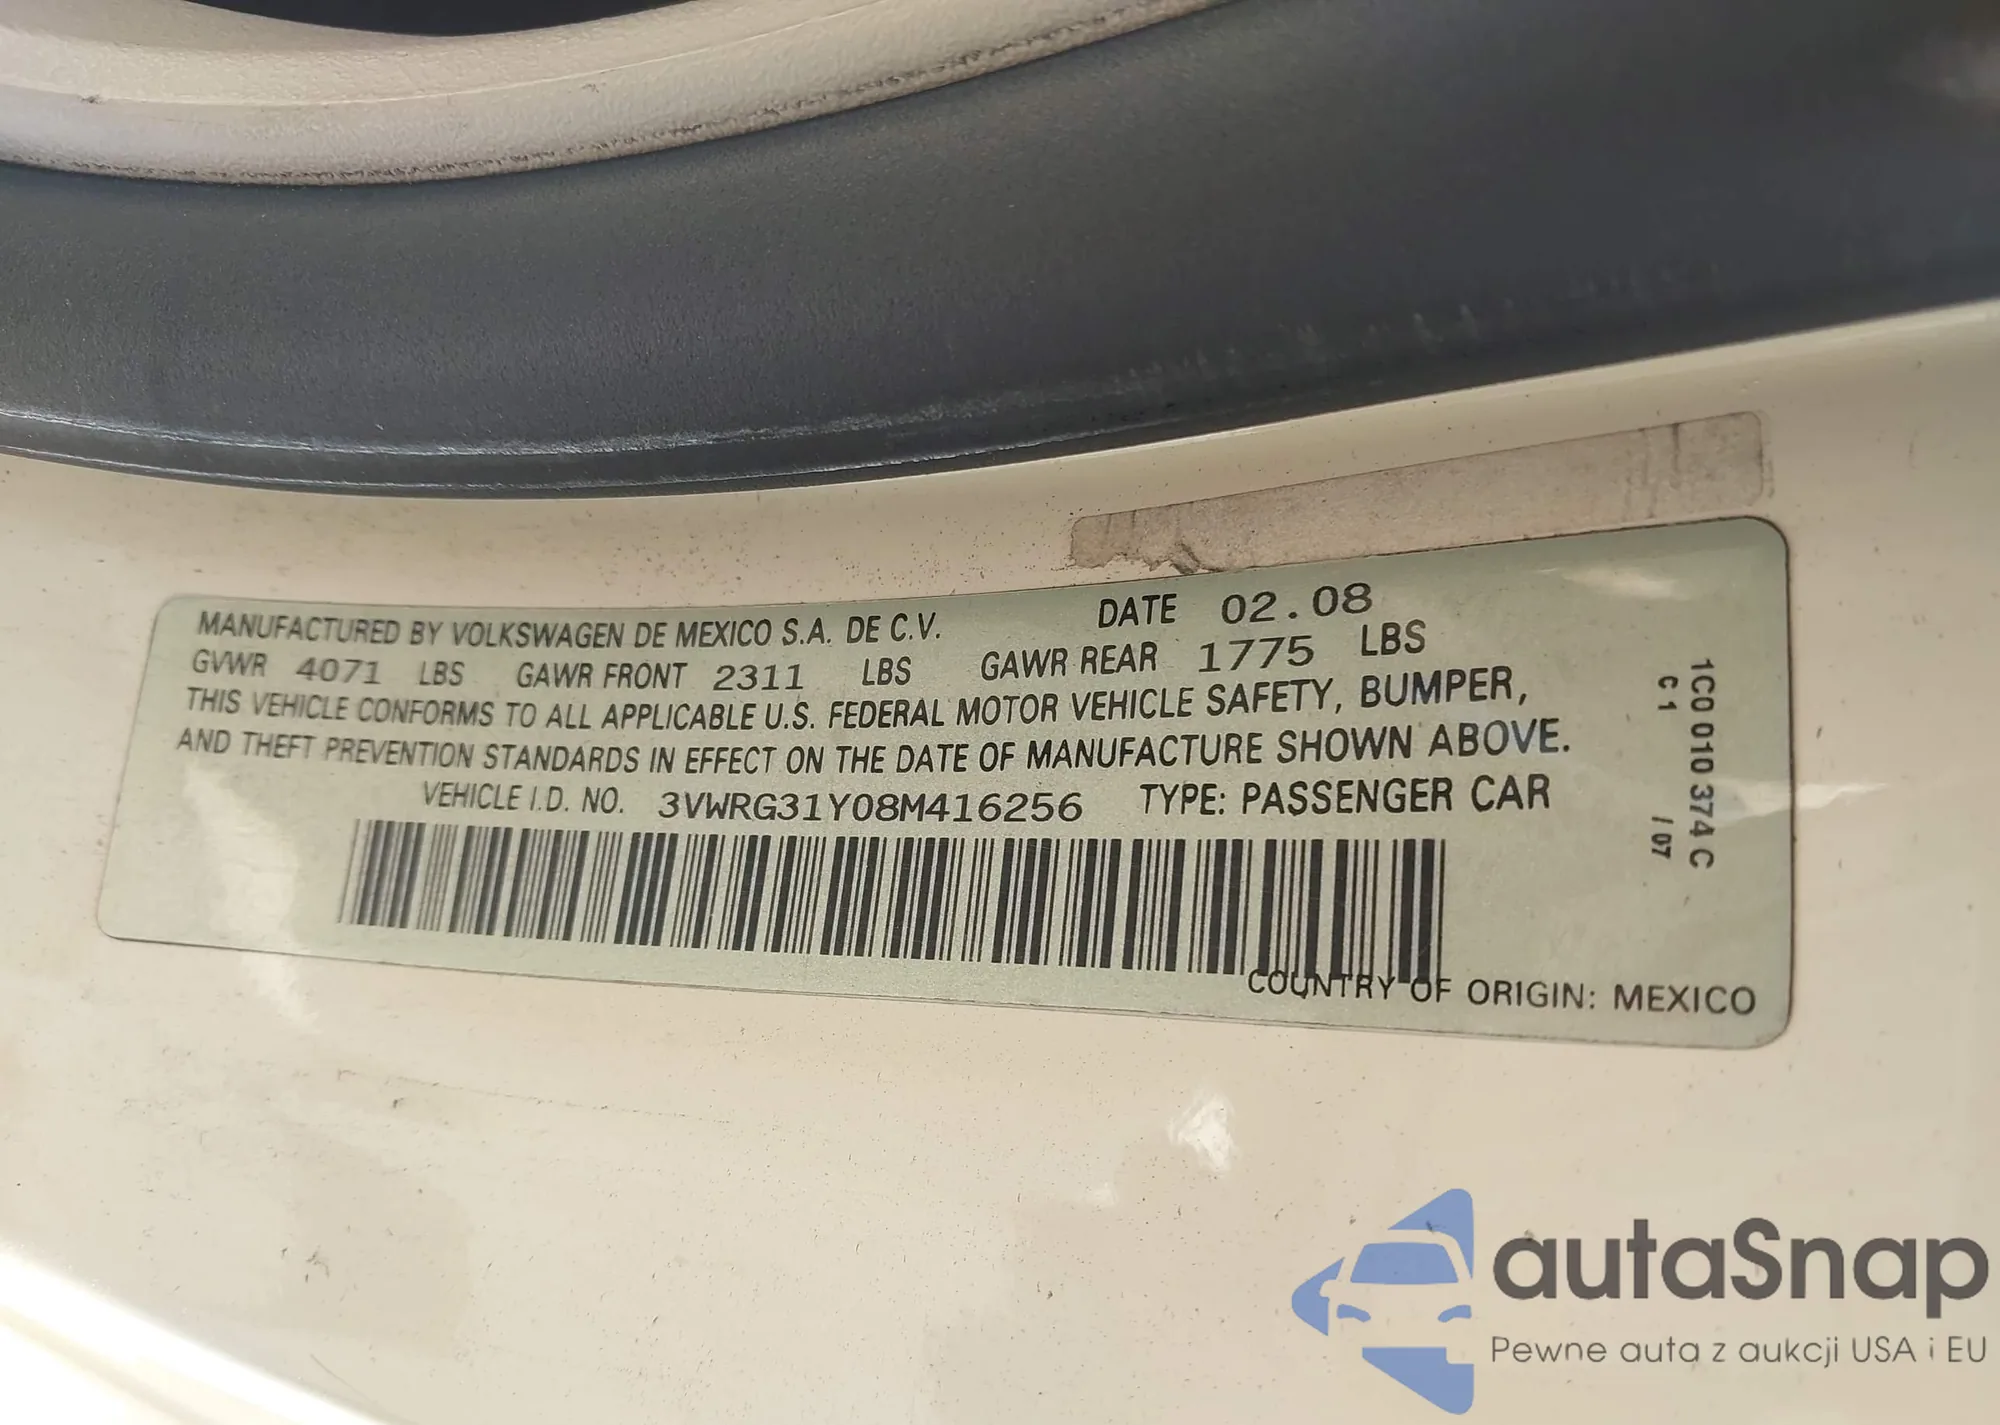 MANUFACTURED BY VOLKSWAGEN DE MEXICO S.A. DE C.V. DATE 02.08
GVWR 4071 LBS GAWR FRONT 2311 LBS GAWR REAR 1775 LBS
THIS VEHICLE CONFORMS TO ALL APPLICABLE U.S. FEDERAL MOTOR VEHICLE SAFETY, BUMPER,
AND THEFT PREVENTION STANDARDS IN EFFECT ON THE DATE OF MANUFACTURE SHOWN ABOVE.
VEHICLE I.D. NO. 3VWRG31Y08M416256 TYPE: PASSENGER CAR
COUNTRY OF ORIGIN: MEXICO
1C0 010 374 C
C 1 / 07
autaSnap
Pewne auta z aukcji USA i EU